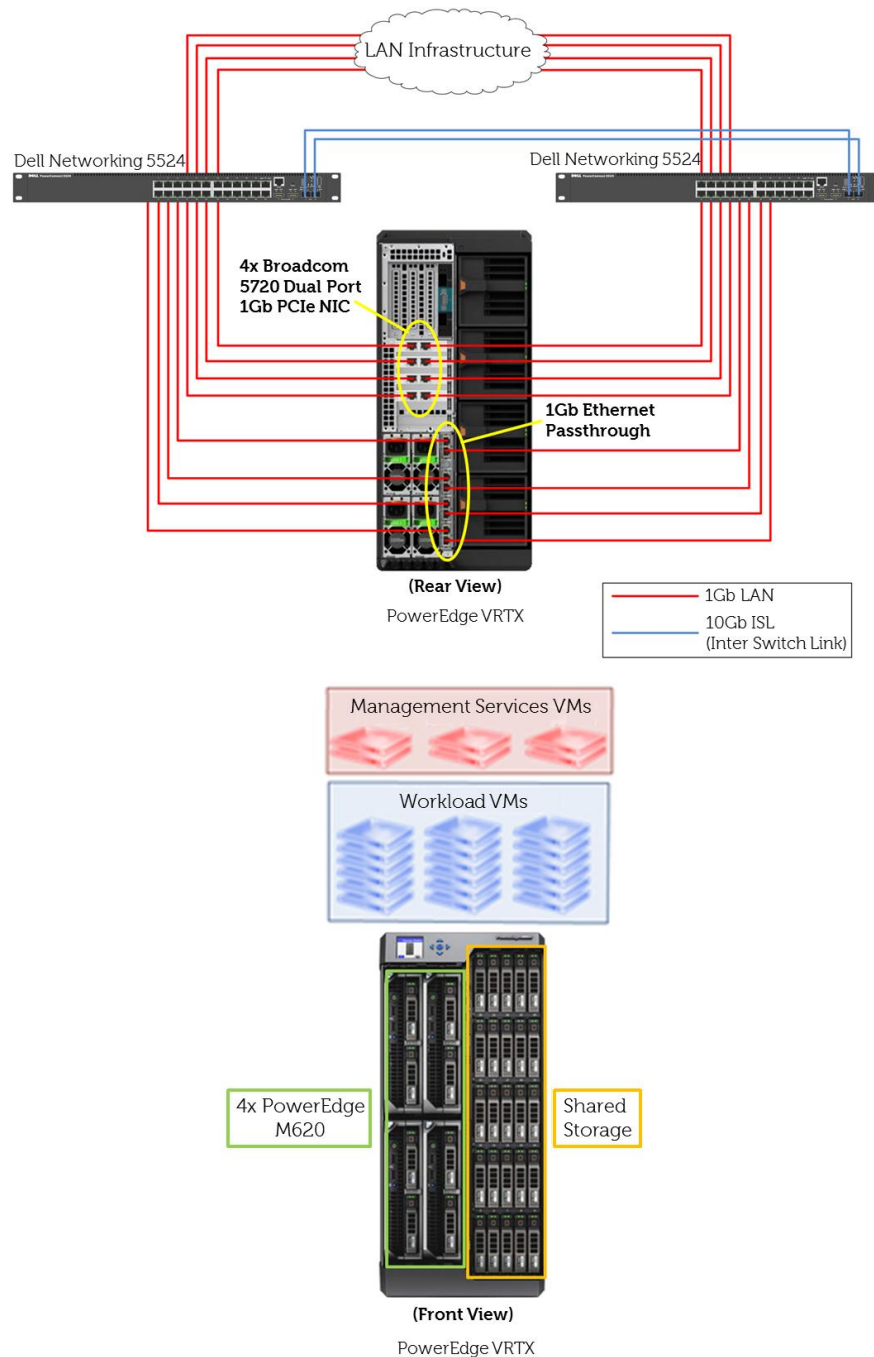 LAN Infrastructure
Dell Networking 5524
Dell Networking 5524
4x Broadcom
5720 Dual Port
1Gb PCIe NIC
1Gb Ethernet
Passthrough
(Rear View)
PowerEdge VRTX
1Gb LAN
10Gb ISL
(Inter Switch Link)
Management Services VMs
Workload VMs
4x PowerEdge
M620
Shared
Storage
(Front View)
PowerEdge VRTX